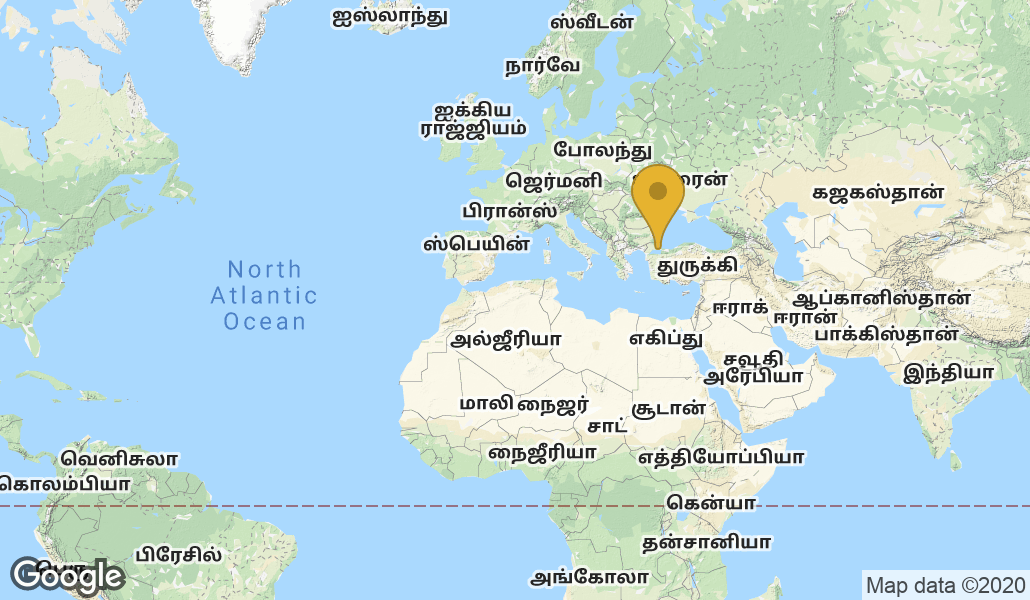 ஐஸ்லாந்து
ஸ்வீடன்
நார்வே
ஐக்கிய
ராஜ்ஜியம்
போலந்து
ஜெர்மனி
கஜகஸ்தான்
பிரான்ஸ்
ஸ்பெயின்
துருக்கி
North
Atlantic
Ocean
ஆப்கானிஸ்தான்
ஈராக்
ஈரான்
பாக்கிஸ்தான்
அல்ஜீரியா
எகிப்து
சவூதி
அரேபியா
இந்தியா
மாலி
நைஜர்
சூடான்
சாட்
நைஜீரியா
எத்தியோப்பியா
வெனிசுலா
கொலம்பியா
கென்யா
தன்சானியா
பிரேசில்
அங்கோலா
Google
Map data ©2020